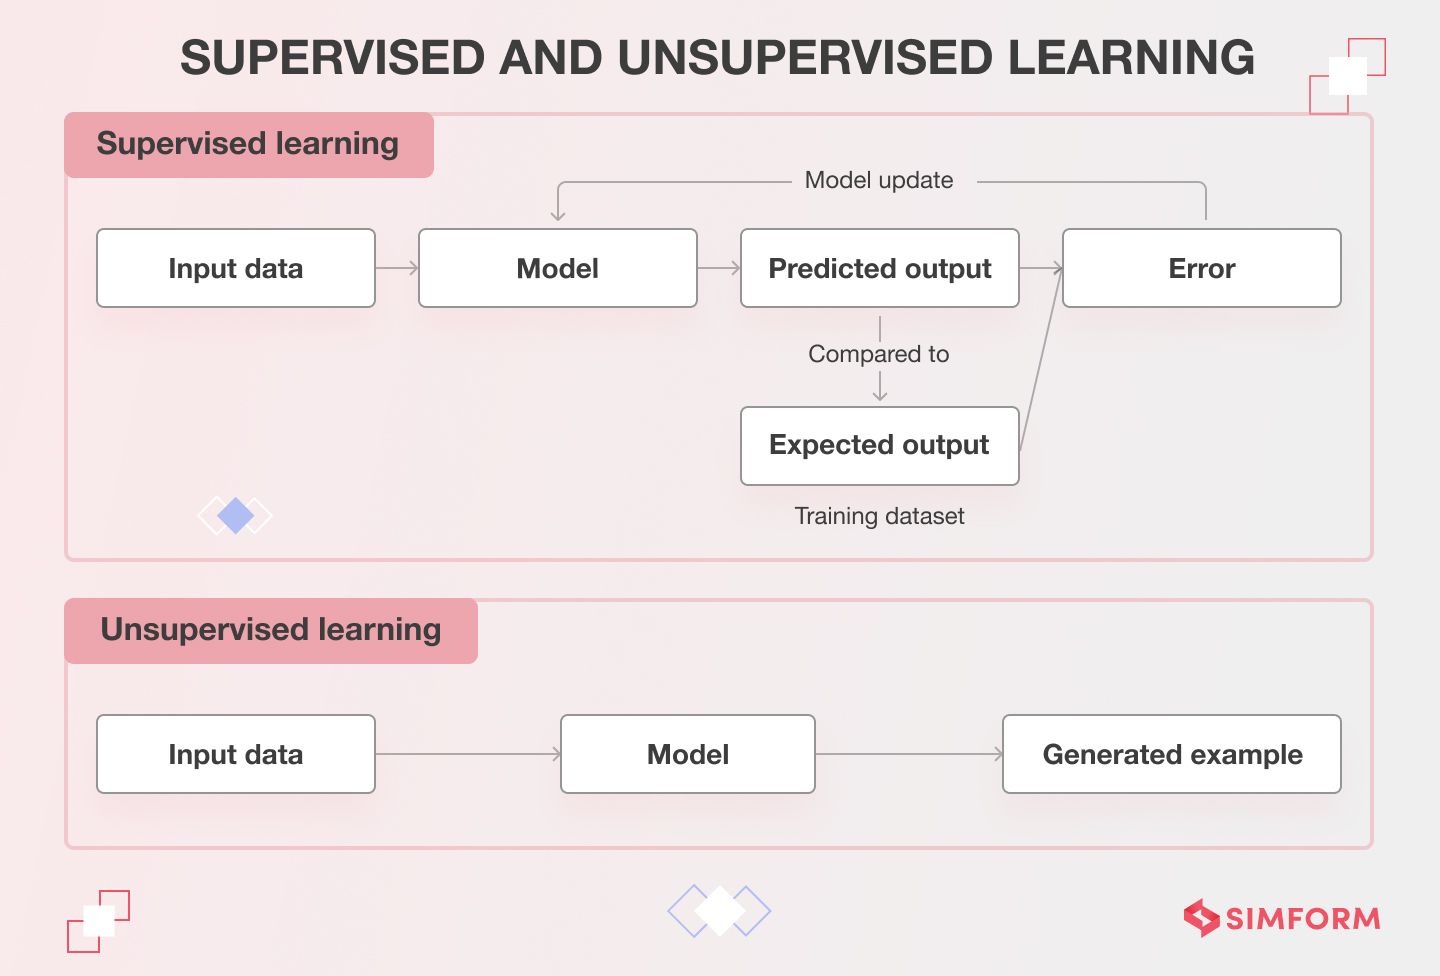 SUPERVISED AND UNSUPERVISED LEARNING
Supervised learning
Model update
Input data
Model
Predicted output
Error
Compared to
Expected output
Training dataset
Unsupervised learning
Input data
Model
Generated example
SIMFORM